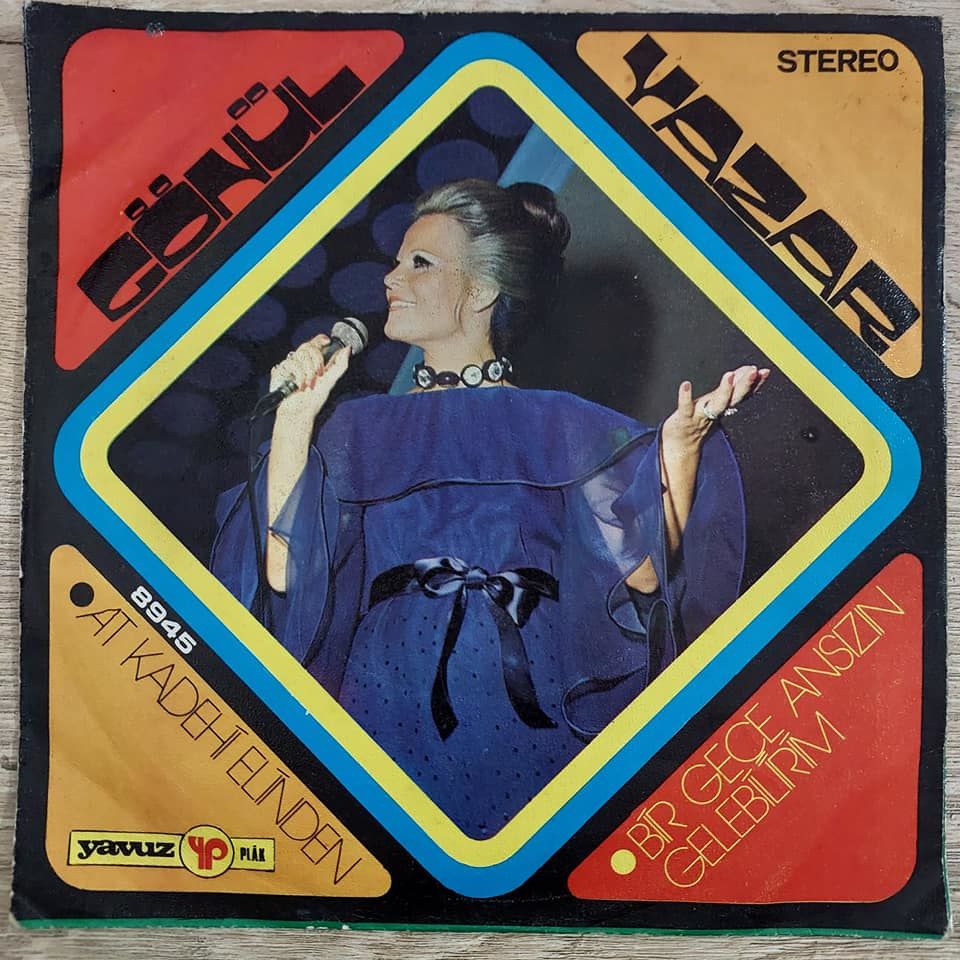 GÖNÜL
YAZAR
STEREO
8945
AT KADEHİ ELİNDEN
BİR GECE ANSIZIN
GELEBİLİRİM
yavuz yp PLÂK